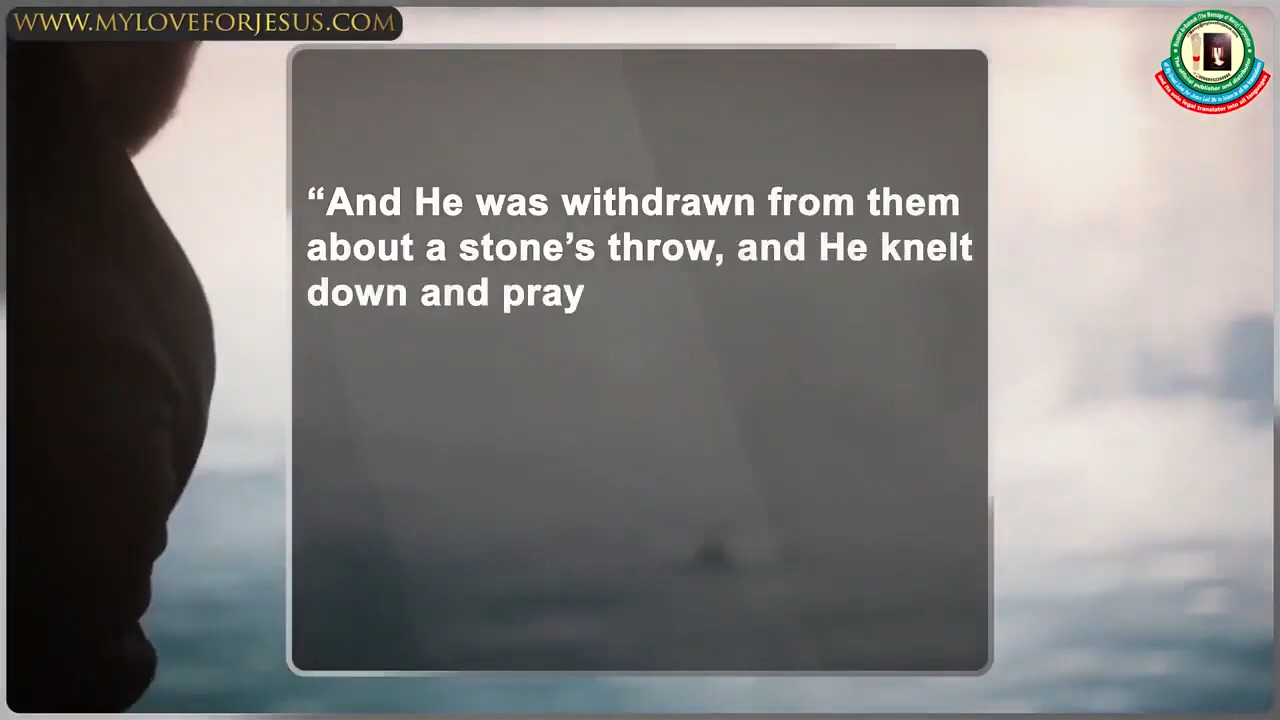 WWW.MYLOVEFORJESUS.COM
“And He was withdrawn from them
about a stone’s throw, and He knelt
down and pray